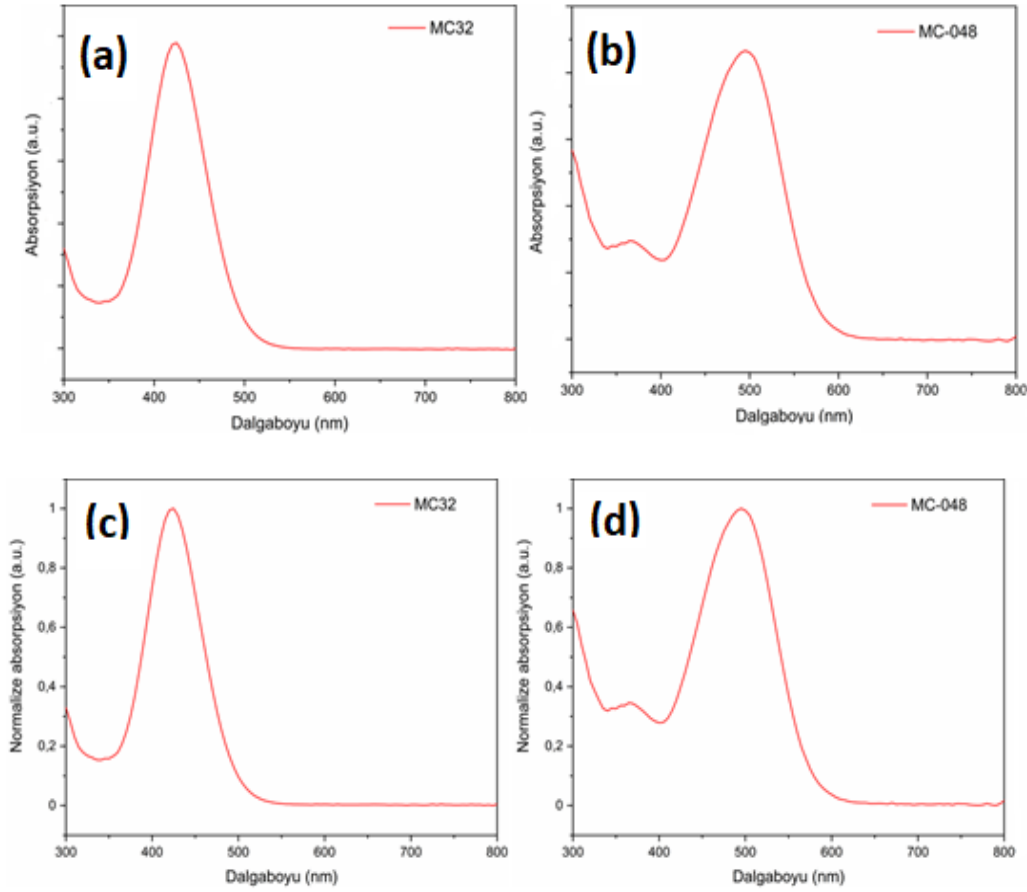 (a)
MC32
Absorpsiyon (a.u.)
300 400 500 600 700 800
Dalgaboyu (nm)
(b)
MC-048
Absorpsiyon (a.u.)
300 400 500 600 700 800
Dalgaboyu (nm)
(c)
MC32
Normalize absorpsiyon (a.u.)
1
0,8
0,6
0,4
0,2
0
300 400 500 600 700 800
Dalgaboyu (nm)
(d)
MC-048
Normalize absorpsiyon (a.u.)
1
0,8
0,6
0,4
0,2
0
300 400 500 600 700 800
Dalgaboyu (nm)